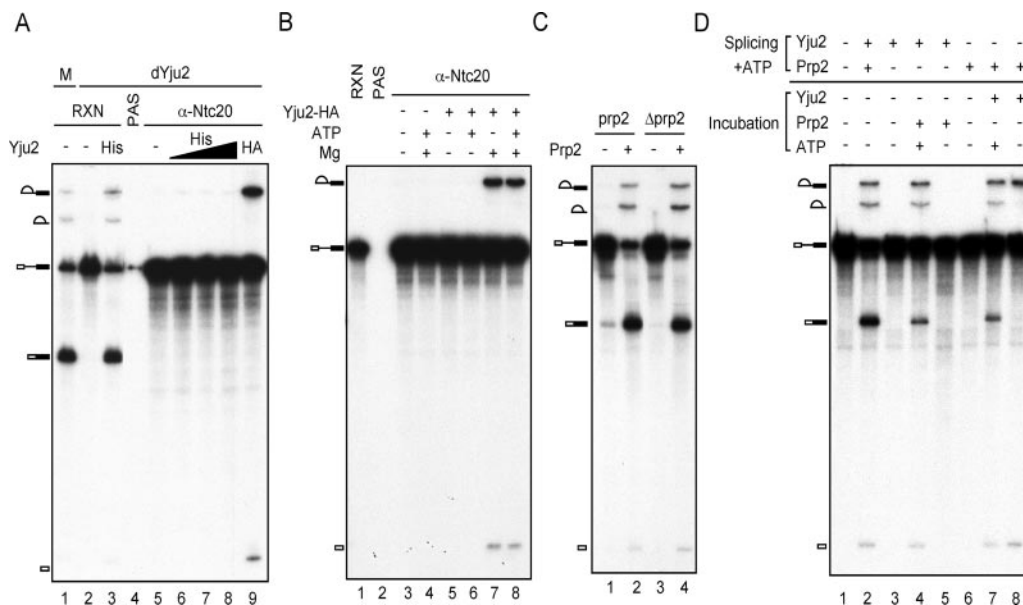 A
M dYju2
RXN PAS α-Ntc20
Yju2 - - His - His HA
1 2 3 4 5 6 7 8 9
B
RXN PAS α-Ntc20
Yju2-HA - - + + + +
ATP - + - + - +
Mg - + - - + +
1 2 3 4 5 6 7 8
C
prp2 Δprp2
Prp2 - + - +
1 2 3 4
D
Splicing Yju2 - + + + + - - -
+ATP Prp2 - + - - - + + +
Yju2 - - - - - - + +
Incubation Prp2 - - - + + - - -
ATP - - - + - - + -
1 2 3 4 5 6 7 8